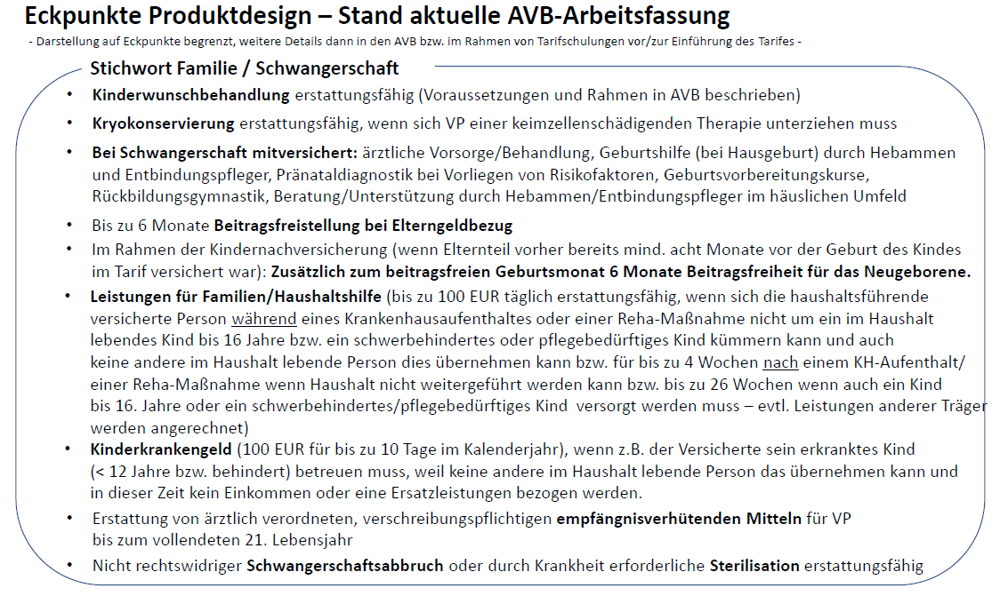 Eckpunkte Produktdesign – Stand aktuelle AVB-Arbeitsfassung
- Darstellung auf Eckpunkte begrenzt, weitere Details dann in den AVB bzw. im Rahmen von Tarifschulungen vor/zur Einführung des Tarifes -
Stichwort Familie / Schwangerschaft
• Kinderwunschbehandlung erstattungsfähig (Voraussetzungen und Rahmen in AVB beschrieben)
• Kryokonservierung erstattungsfähig, wenn sich VP einer keimzellenschädigenden Therapie unterziehen muss
• Bei Schwangerschaft mitversichert: ärztliche Vorsorge/Behandlung, Geburtshilfe (bei Hausgeburt) durch Hebammen
und Entbindungspfleger, Pränataldiagnostik bei Vorliegen von Risikofaktoren, Geburtsvorbereitungskurse,
Rückbildungsgymnastik, Beratung/Unterstützung durch Hebammen/Entbindungspfleger im häuslichen Umfeld
• Bis zu 6 Monate Beitragsfreistellung bei Elterngeldbezug
• Im Rahmen der Kindernachversicherung (wenn Elternteil vorher bereits mind. acht Monate vor der Geburt des Kindes
im Tarif versichert war): Zusätzlich zum beitragsfreien Geburtsmonat 6 Monate Beitragsfreiheit für das Neugeborene.
• Leistungen für Familien/Haushaltshilfe (bis zu 100 EUR täglich erstattungsfähig, wenn sich die haushaltsführende
versicherte Person während eines Krankenhausaufenthaltes oder einer Reha-Maßnahme nicht um ein im Haushalt
lebendes Kind bis 16 Jahre bzw. ein schwerbehindertes oder pflegebedürftiges Kind kümmern kann und auch
keine andere im Haushalt lebende Person dies übernehmen kann bzw. für bis zu 4 Wochen nach einem KH-Aufenthalt/
einer Reha-Maßnahme wenn Haushalt nicht weitergeführt werden kann bzw. bis zu 26 Wochen wenn auch ein Kind
bis 16. Jahre oder ein schwerbehindertes/pflegebedürftiges Kind versorgt werden muss – evtl. Leistungen anderer Träger
werden angerechnet)
• Kinderkrankengeld (100 EUR für bis zu 10 Tage im Kalenderjahr), wenn z.B. der Versicherte sein erkranktes Kind
(< 12 Jahre bzw. behindert) betreuen muss, weil keine andere im Haushalt lebende Person das übernehmen kann und
in dieser Zeit kein Einkommen oder eine Ersatzleistungen bezogen werden.
• Erstattung von ärztlich verordneten, verschreibungspflichtigen empfängnisverhütenden Mitteln für VP
bis zum vollendeten 21. Lebensjahr
• Nicht rechtswidriger Schwangerschaftsabbruch oder durch Krankheit erforderliche Sterilisation erstattungsfähig